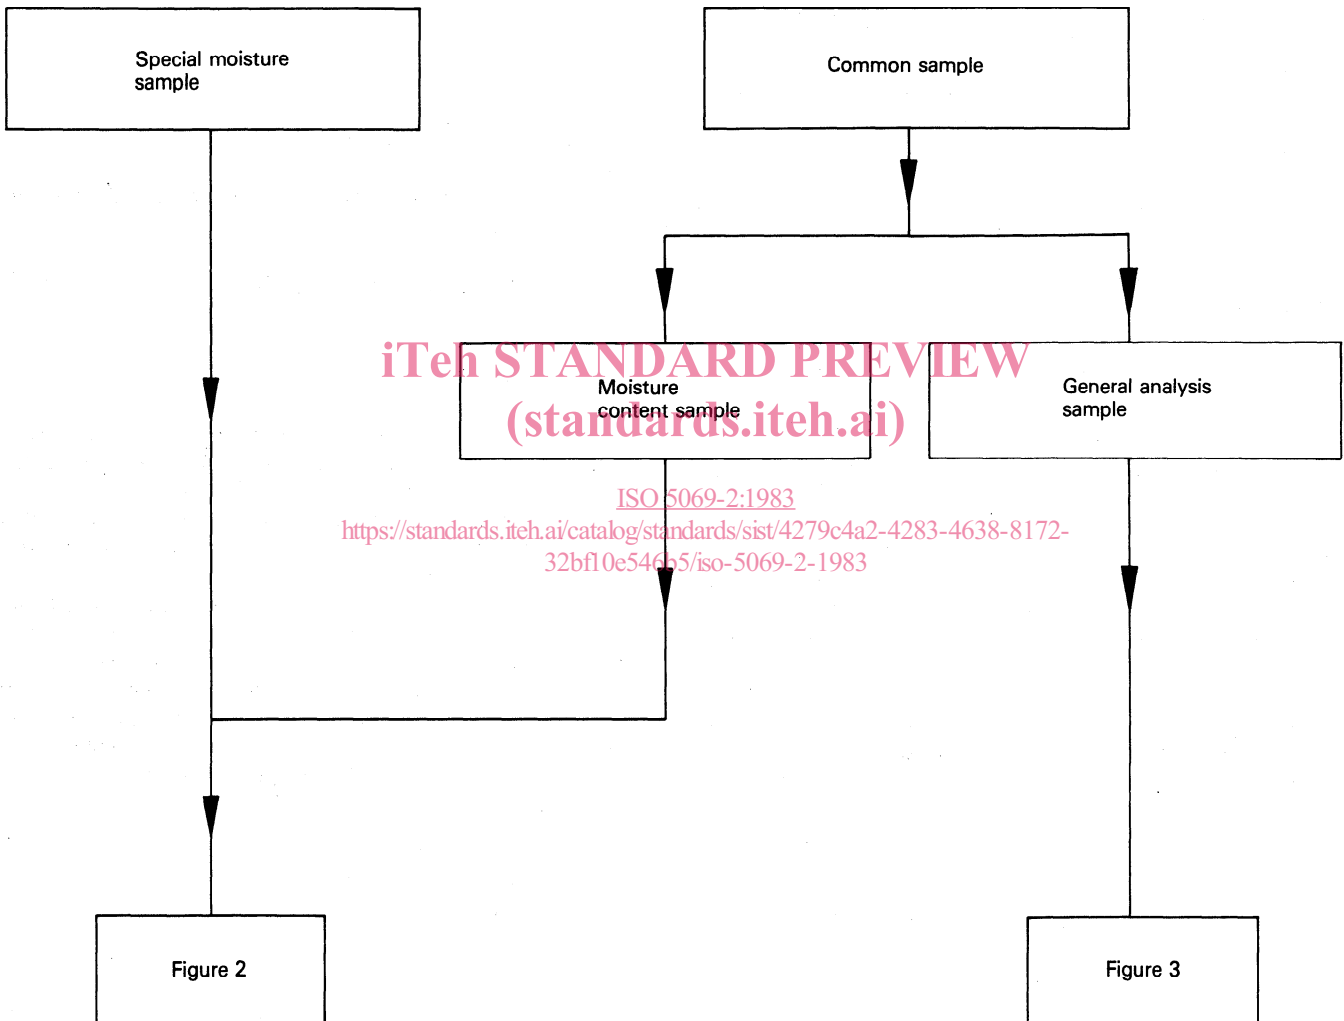 Special moisture
sample
Common sample
iTeh STANDARD PREVIEW
(standards.iteh.ai)
Moisture
content sample
General analysis
sample
ISO 5069-2:1983
https://standards.iteh.ai/catalog/standards/sist/4279c4a2-4283-4638-8172-
32bf10e546b5/iso-5069-2-1983
Figure 2
Figure 3